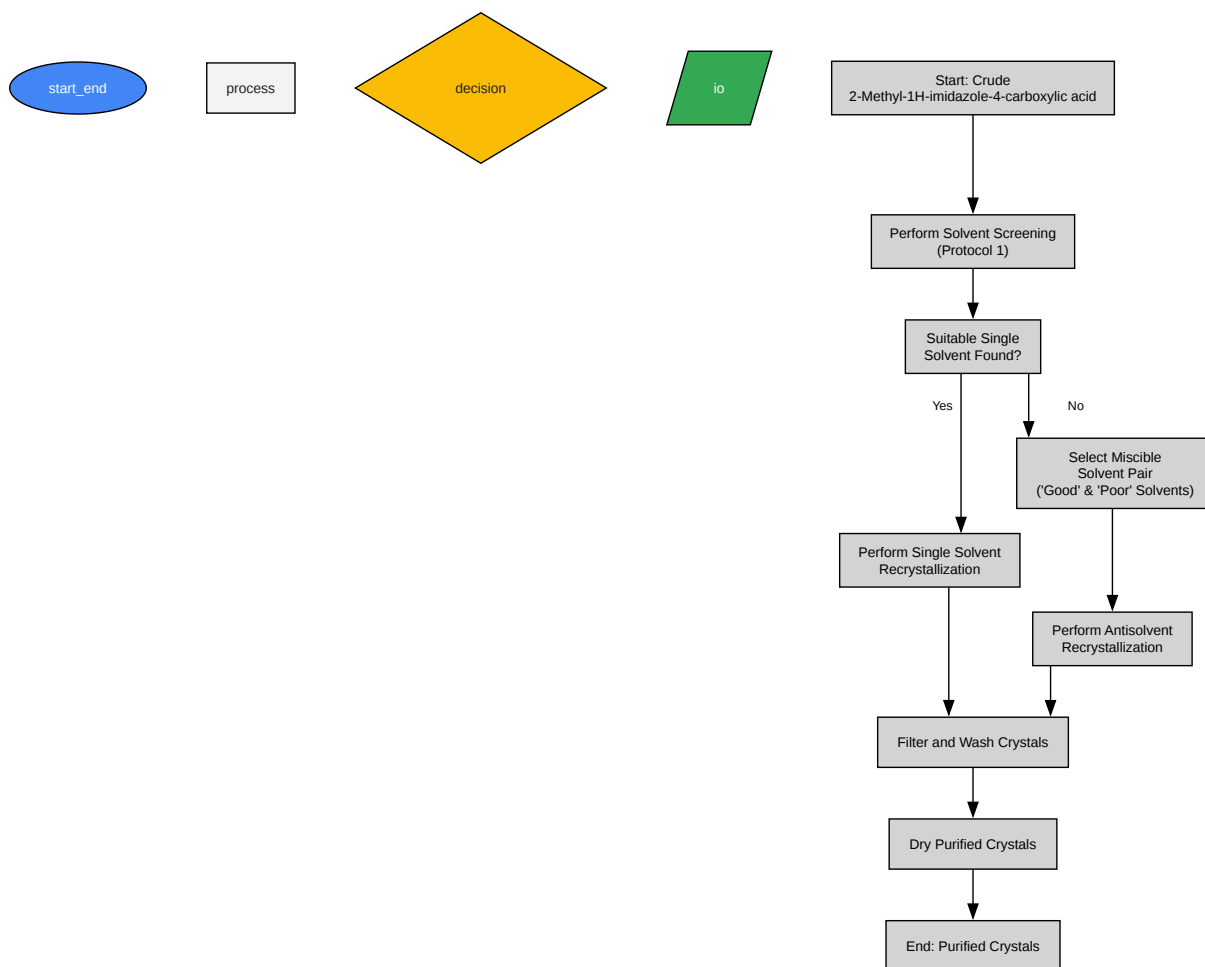 start_end
process
decision
io
Start: Crude
2-Methyl-1H-imidazole-4-carboxylic acid
Perform Solvent Screening
(Protocol 1)
Suitable Single
Solvent Found?
Yes
No
Select Miscible
Solvent Pair
('Good' & 'Poor' Solvents)
Perform Single Solvent
Recrystallization
Perform Antisolvent
Recrystallization
Filter and Wash Crystals
Dry Purified Crystals
End: Purified Crystals